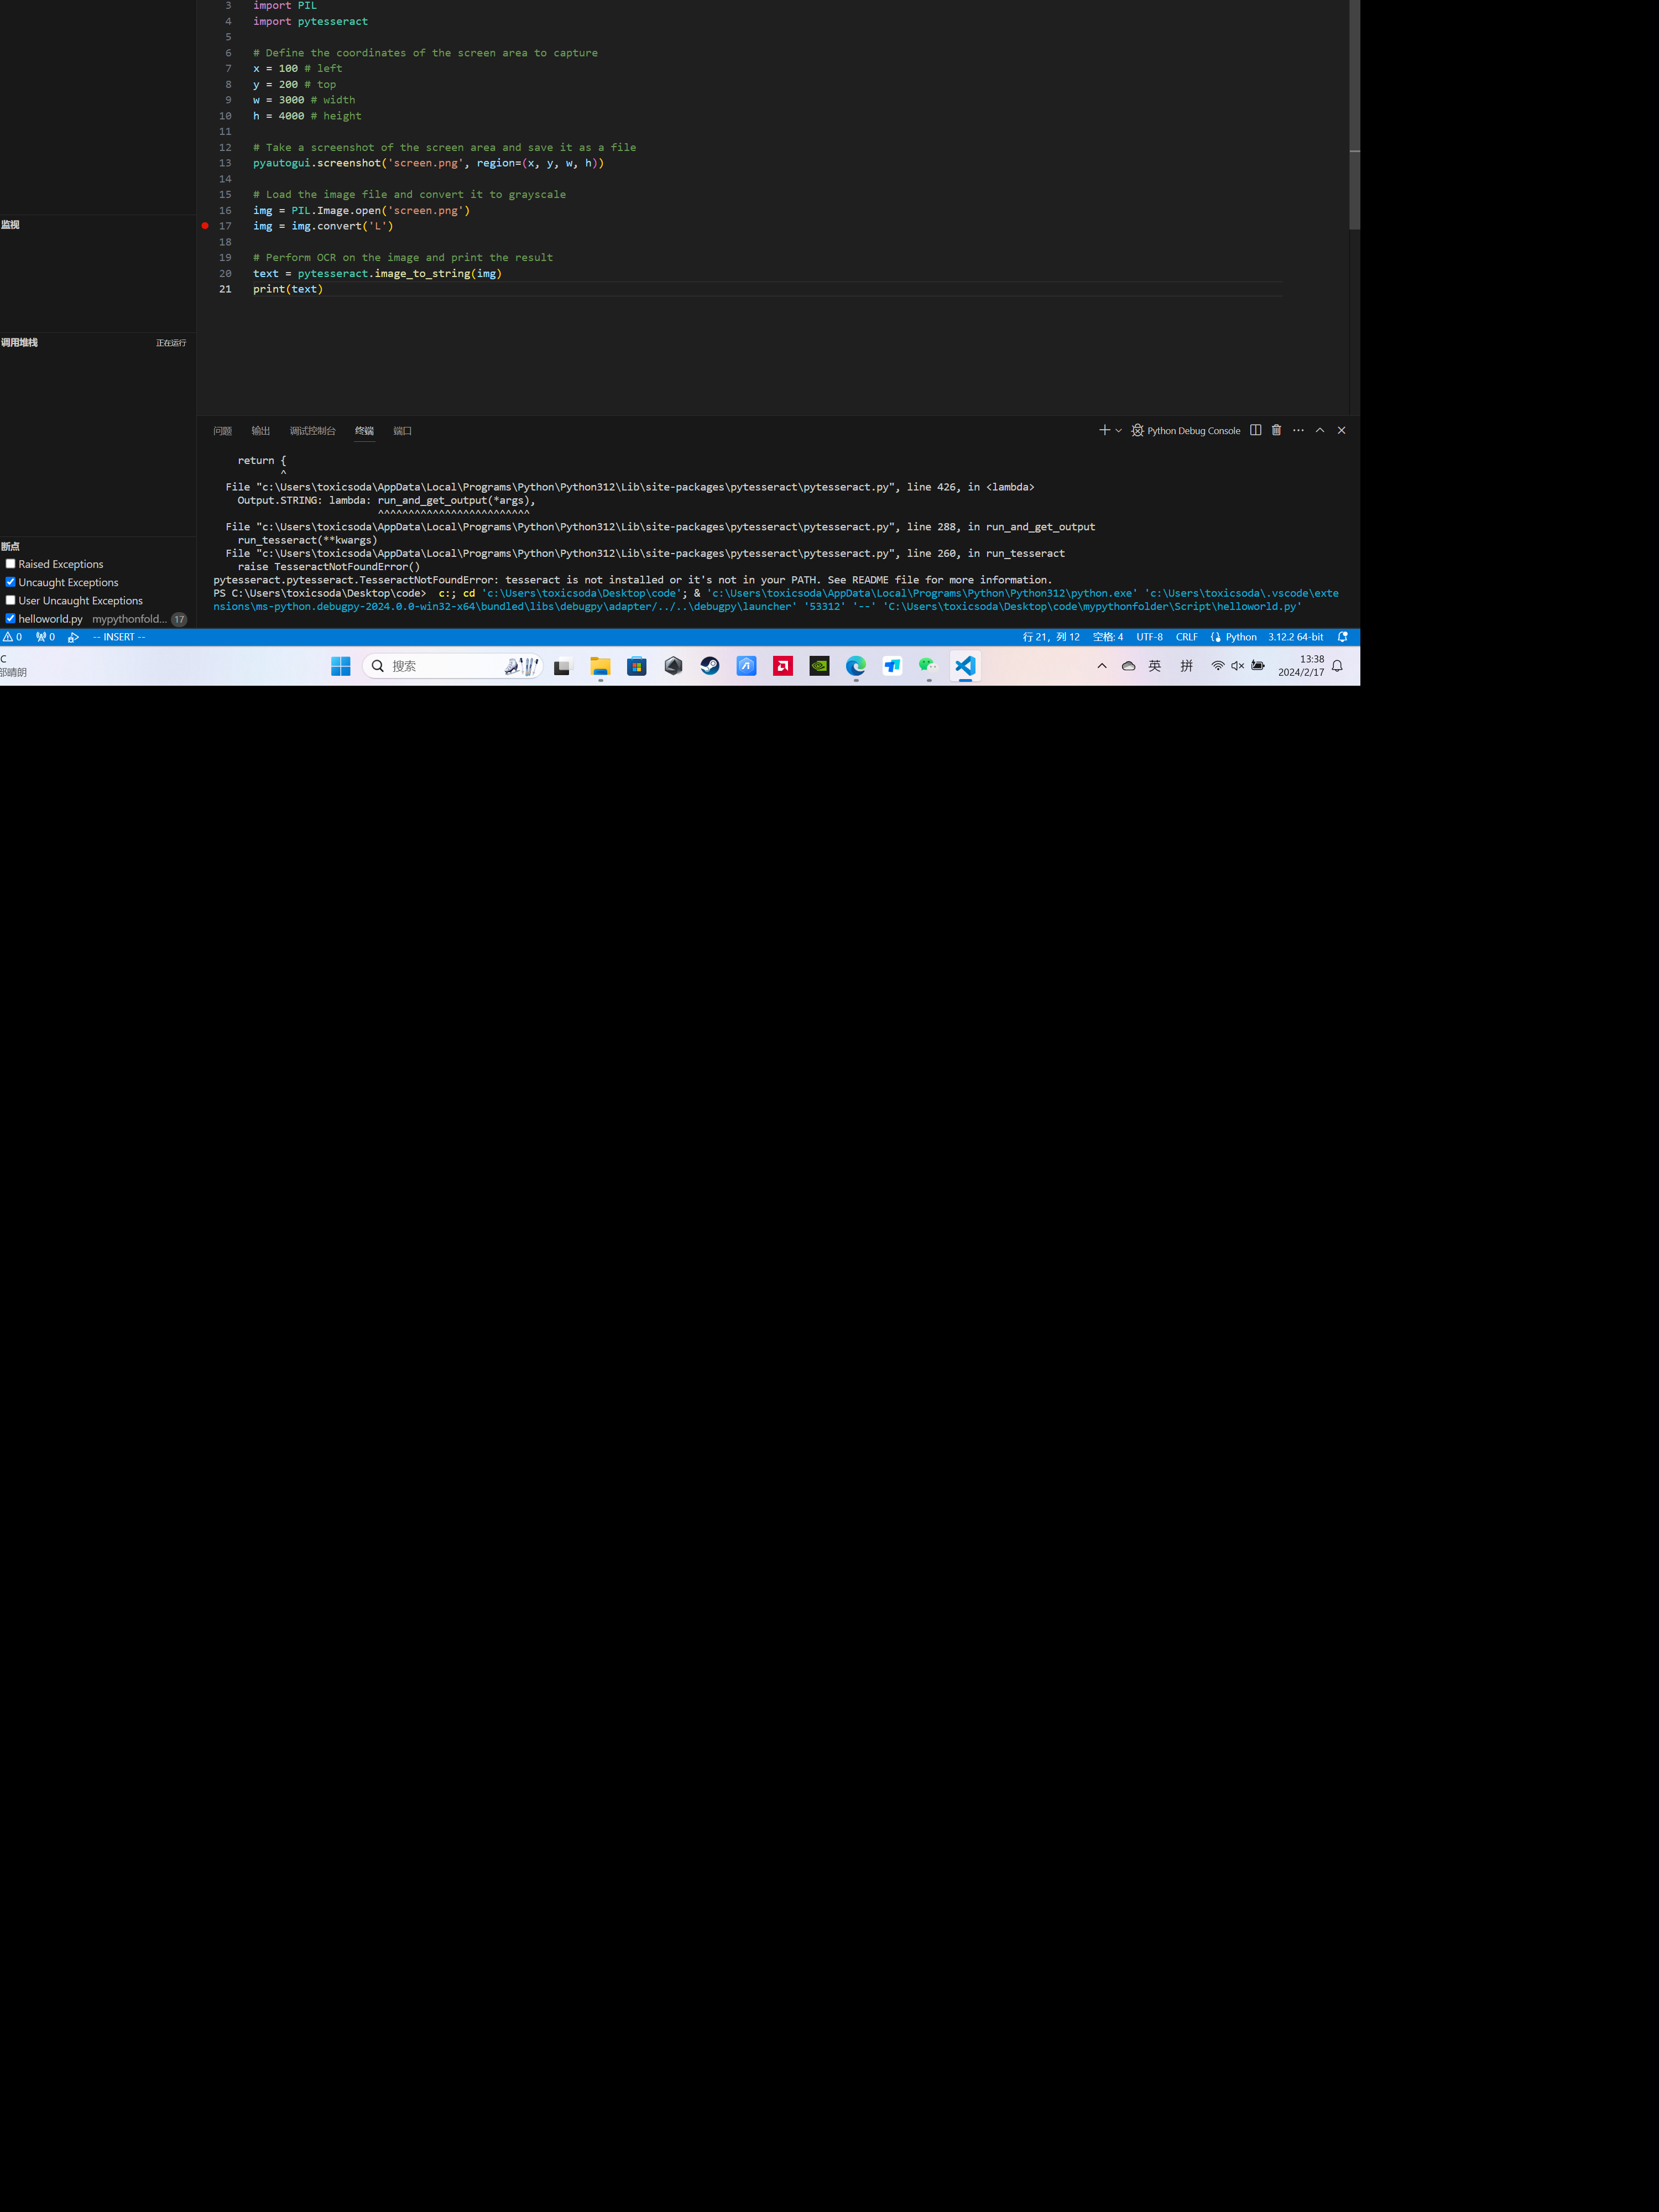 3 import PIL
4 import pytesseract
5
6 # Define the coordinates of the screen area to capture
7 x = 100 # left
8 y = 200 # top
9 w = 3000 # width
10 h = 4000 # height
11
12 # Take a screenshot of the screen area and save it as a file
13 pyautogui.screenshot('screen.png', region=(x, y, w, h))
14
15 # Load the image file and convert it to grayscale
16 img = PIL.Image.open('screen.png')
监视
17 img = img.convert('L')
18
19 # Perform OCR on the image and print the result
20 text = pytesseract.image_to_string(img)
21 print(text)
调用堆栈 正在运行
问题 输出 调试控制台 终端 端口 Python Debug Console
return {
^
File "c:\Users\toxicsoda\AppData\Local\Programs\Python\Python312\Lib\site-packages\pytesseract\pytesseract.py", line 426, in <lambda>
Output.STRING: lambda: run_and_get_output(*args),
^^^^^^^^^^^^^^^^^^^^^^^^^
File "c:\Users\toxicsoda\AppData\Local\Programs\Python\Python312\Lib\site-packages\pytesseract\pytesseract.py", line 288, in run_and_get_output
run_tesseract(**kwargs)
File "c:\Users\toxicsoda\AppData\Local\Programs\Python\Python312\Lib\site-packages\pytesseract\pytesseract.py", line 260, in run_tesseract
raise TesseractNotFoundError()
pytesseract.pytesseract.TesseractNotFoundError: tesseract is not installed or it's not in your PATH. See README file for more information.
PS C:\Users\toxicsoda\Desktop\code> c:; cd 'c:\Users\toxicsoda\Desktop\code'; & 'c:\Users\toxicsoda\AppData\Local\Programs\Python\Python312\python.exe' 'c:\Users\toxicsoda\.vscode\exte
nsions\ms-python.debugpy-2024.0.0-win32-x64\bundled\libs\debugpy\adapter/../..\debugpy\launcher' '53312' '--' 'C:\Users\toxicsoda\Desktop\code\mypythonfolder\Script\helloworld.py'
断点
Raised Exceptions
Uncaught Exceptions
User Uncaught Exceptions
helloworld.py mypythonfold... 17
0 0 -- INSERT -- 行 21，列 12 空格: 4 UTF-8 CRLF Python 3.12.2 64-bit
C
部晴朗
搜索
英 拼
13:38
2024/2/17